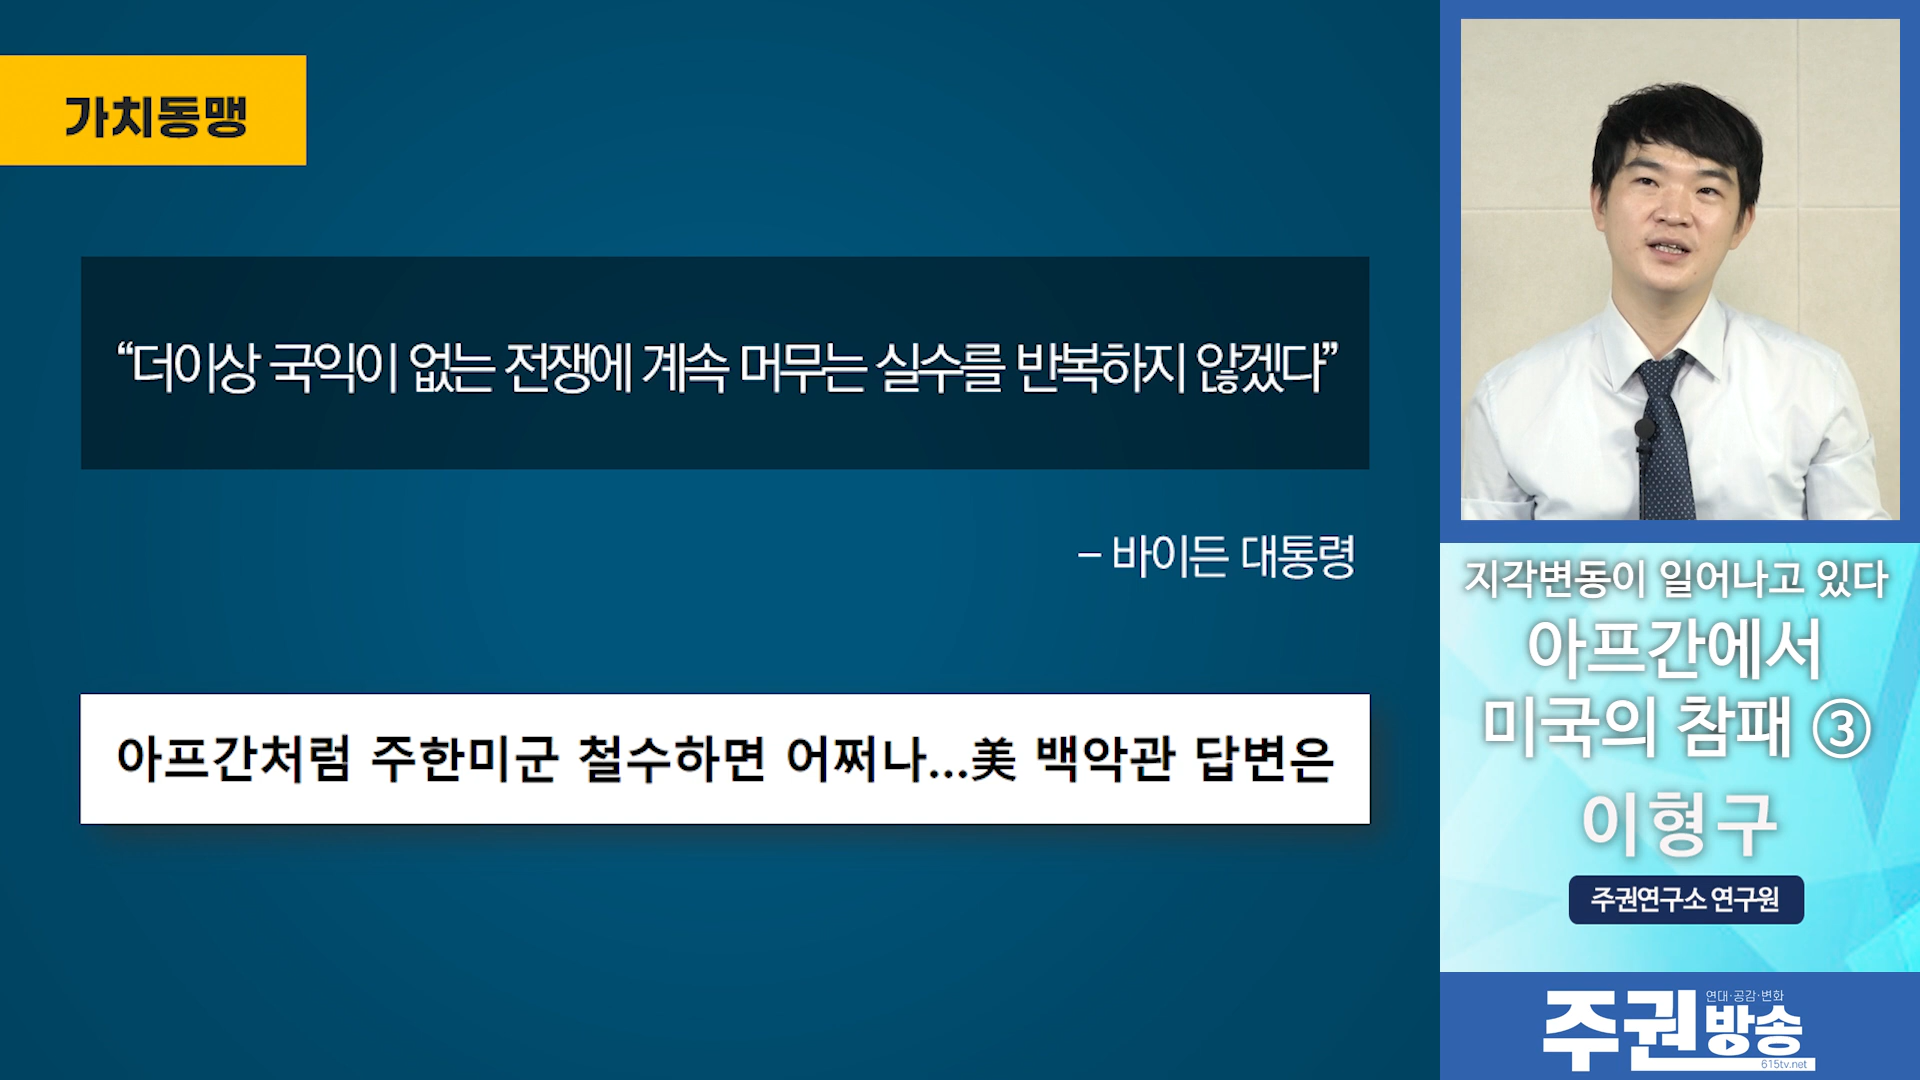 가치동맹
“더이상 국익이 없는 전쟁에 계속 머무는 실수를 반복하지 않겠다”
– 바이든 대통령
아프간처럼 주한미군 철수하면 어쩌나...美 백악관 답변은
지각변동이 일어나고 있다
아프간에서
미국의 참패 ③
이형구
주권연구소 연구원
연대·공감·변화
주권방송
615tv.net